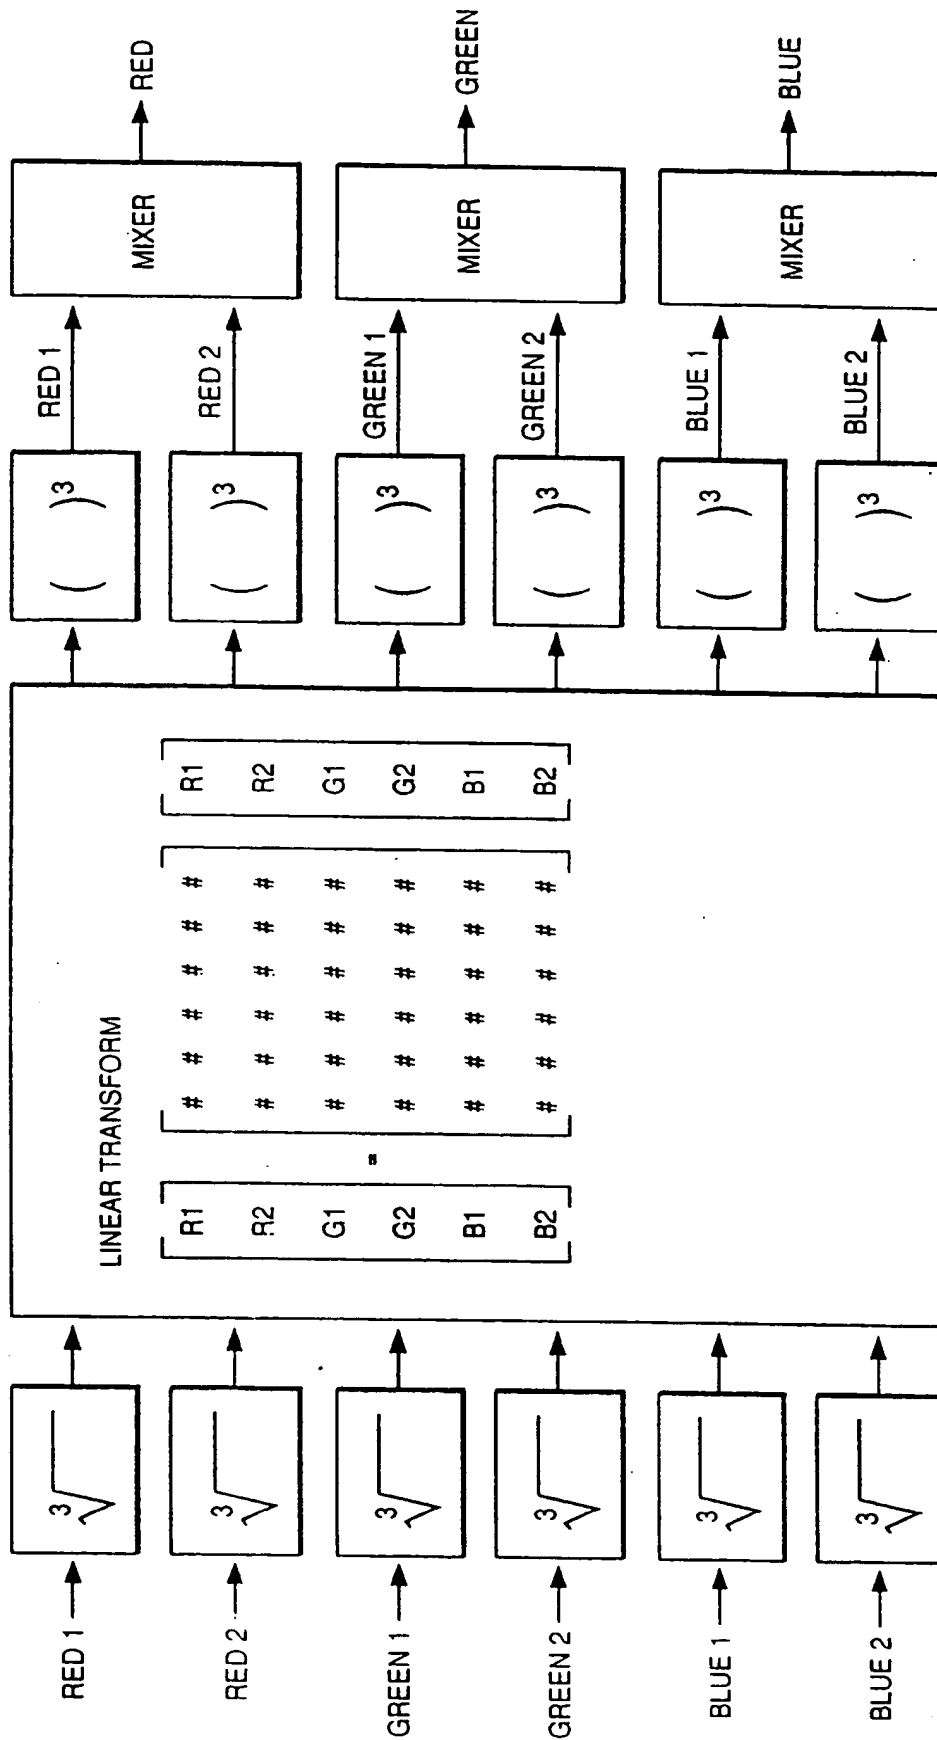 RED 1
RED 2
GREEN 1
GREEN 2
BLUE 1
BLUE 2
3√
3√
3√
3√
3√
3√
LINEAR TRANSFORM
R1 = # # # # # # R1
R2 # # # # # # R2
G1 # # # # # # G1
G2 # # # # # # G2
B1 # # # # # # B1
B2 # # # # # # B2
( )3
( )3
( )3
( )3
( )3
( )3
RED 1
RED 2
GREEN 1
GREEN 2
BLUE 1
BLUE 2
MIXER
MIXER
MIXER
RED
GREEN
BLUE